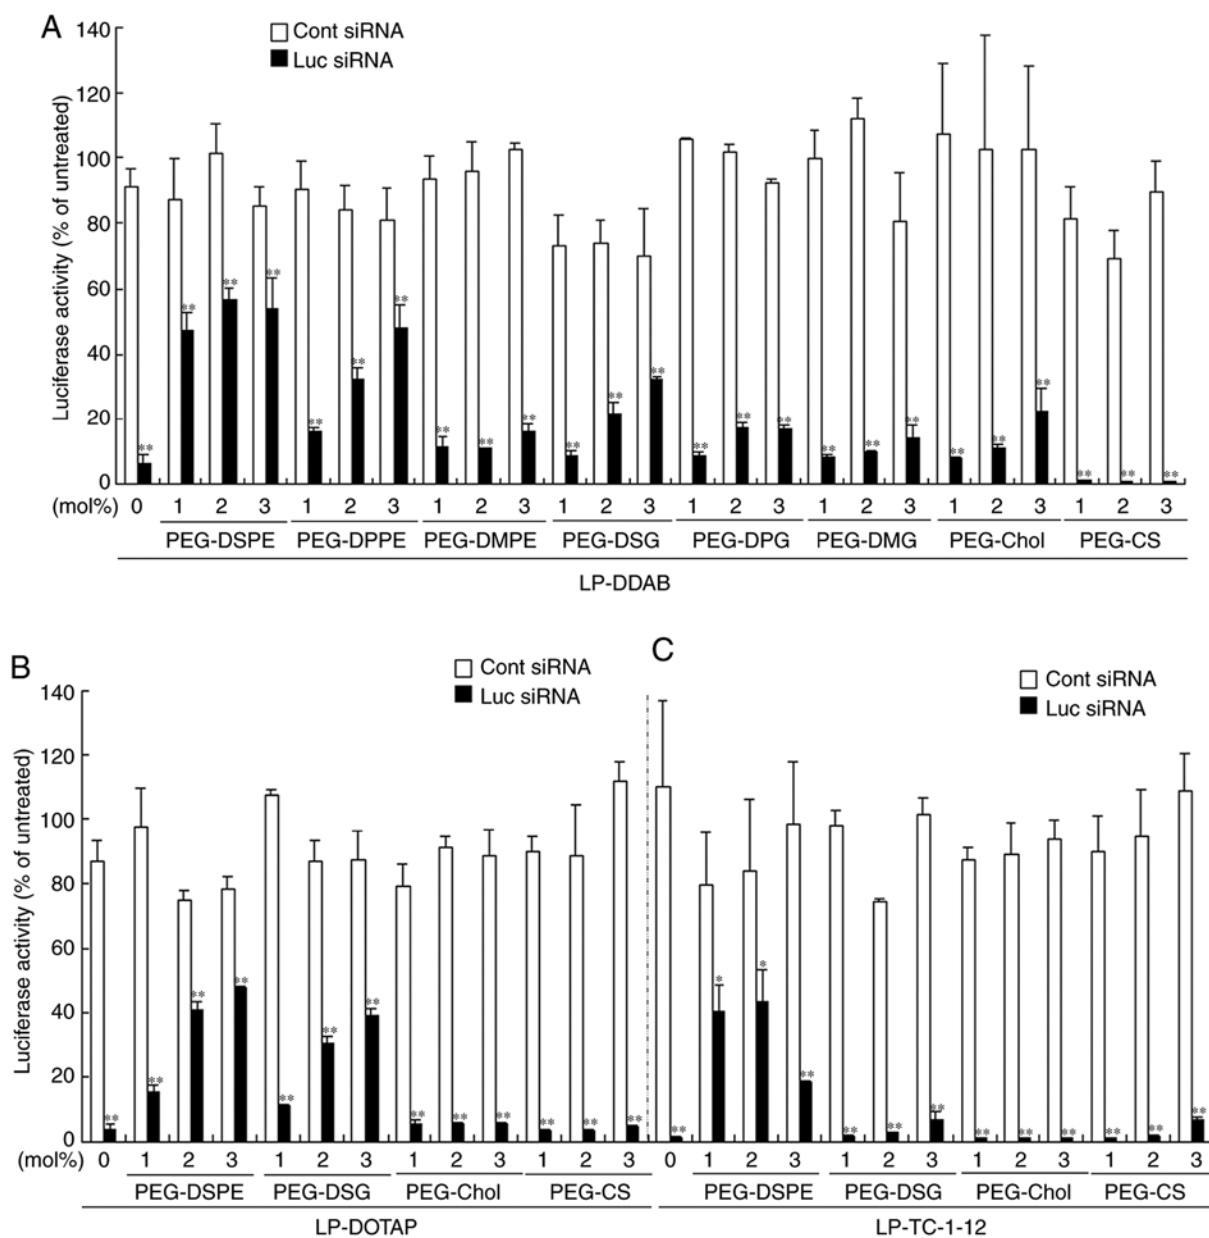 A
Cont siRNA
Luc siRNA
Luciferase activity (% of untreated)
140
120
100
80
60
40
20
0
** ** ** ** ** ** ** ** ** ** ** ** ** ** ** ** ** ** ** ** ** ** ** ** **
(mol%) 0 1 2 3 1 2 3 1 2 3 1 2 3 1 2 3 1 2 3 1 2 3 1 2 3
PEG-DSPE PEG-DPPE PEG-DMPE PEG-DSG PEG-DPG PEG-DMG PEG-Chol PEG-CS
LP-DDAB
B
Cont siRNA
Luc siRNA
Luciferase activity (% of untreated)
140
120
100
80
60
40
20
0
** ** ** ** ** ** ** ** ** ** ** ** **
(mol%) 0 1 2 3 1 2 3 1 2 3 1 2 3
PEG-DSPE PEG-DSG PEG-Chol PEG-CS
LP-DOTAP
C
Cont siRNA
Luc siRNA
** * * ** ** ** ** ** ** ** ** ** **
0 1 2 3 1 2 3 1 2 3 1 2 3
PEG-DSPE PEG-DSG PEG-Chol PEG-CS
LP-TC-1-12